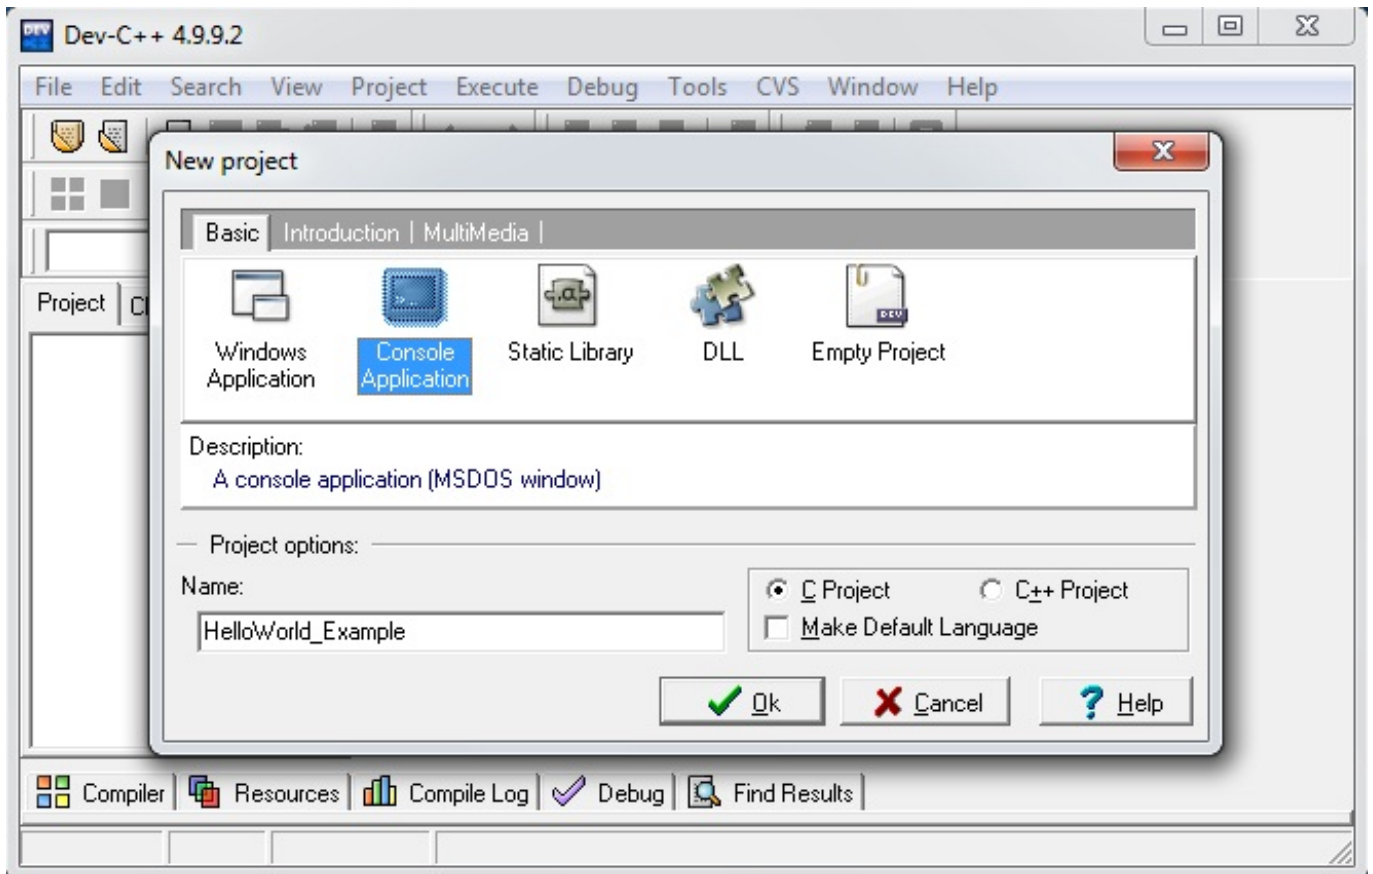 DEV Dev-C++ 4.9.9.2
File Edit Search View Project Execute Debug Tools CVS Window Help
New project
Basic Introduction MultiMedia
Project
Windows Application
Console Application
Static Library
DLL
DEV
Empty Project
Description:
A console application (MSDOS window)
Project options:
Name:
HelloWorld_Example
C Project C++ Project
Make Default Language
Ok Cancel Help
Compiler Resources Compile Log Debug Find Results